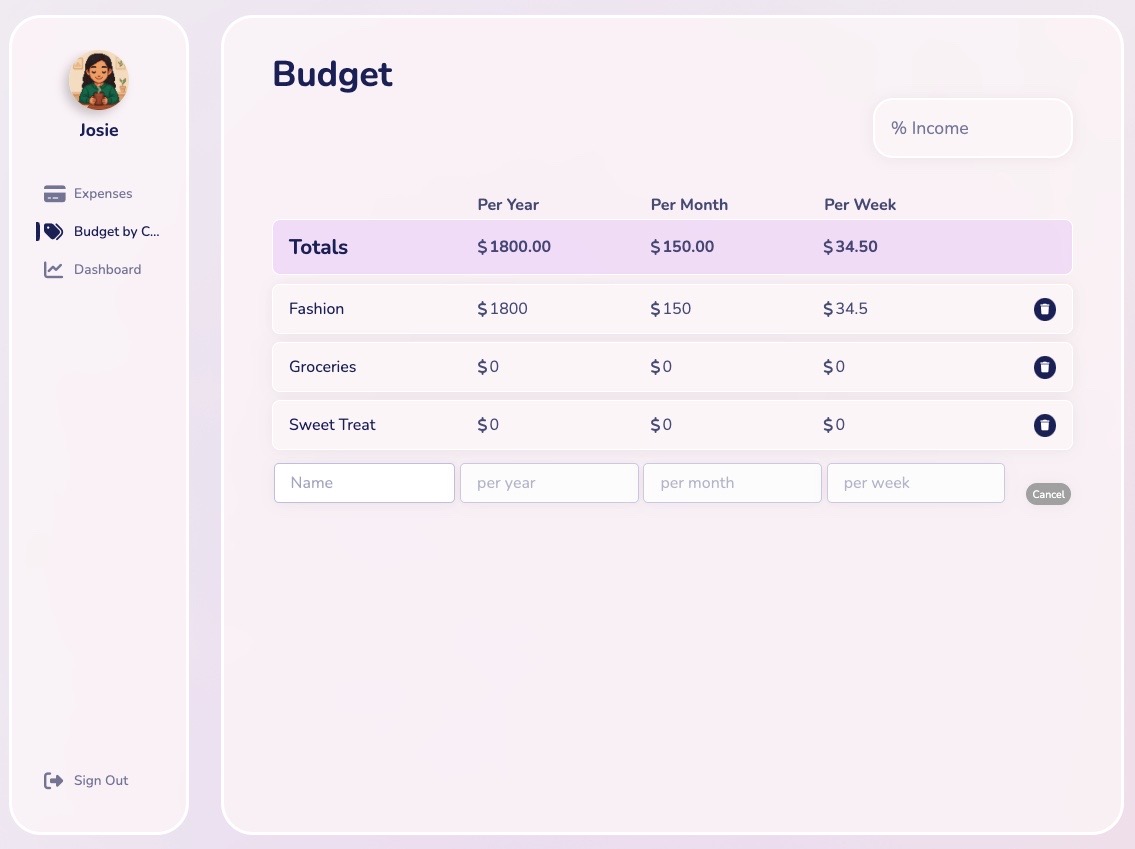 Josie
Expenses
Budget by C...
Dashboard
Sign Out
Budget
% Income
Per Year Per Month Per Week
Totals $1800.00 $150.00 $34.50
Fashion $1800 $150 $34.5
Groceries $0 $0 $0
Sweet Treat $0 $0 $0
Name per year per month per week Cancel